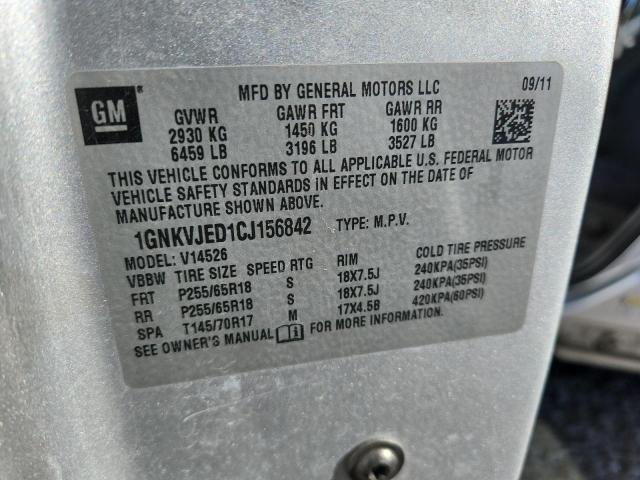 GM
MFD BY GENERAL MOTORS LLC 09/11
GVWR GAWR FRT GAWR RR
2930 KG 1450 KG 1600 KG
6459 LB 3196 LB 3527 LB
THIS VEHICLE CONFORMS TO ALL APPLICABLE U.S. FEDERAL MOTOR
VEHICLE SAFETY STANDARDS IN EFFECT ON THE DATE OF
MANUFACTURE SHOWN ABOVE.
1GNKVJED1CJ156842 TYPE: M.P.V.
MODEL: V14526
VBBW TIRE SIZE SPEED RTG RIM COLD TIRE PRESSURE
FRT P255/65R18 S 18X7.5J 240KPA(35PSI)
RR P255/65R18 S 18X7.5J 240KPA(35PSI)
SPA T145/70R17 M 17X4.5B 420KPA(60PSI)
SEE OWNER'S MANUAL FOR MORE INFORMATION.